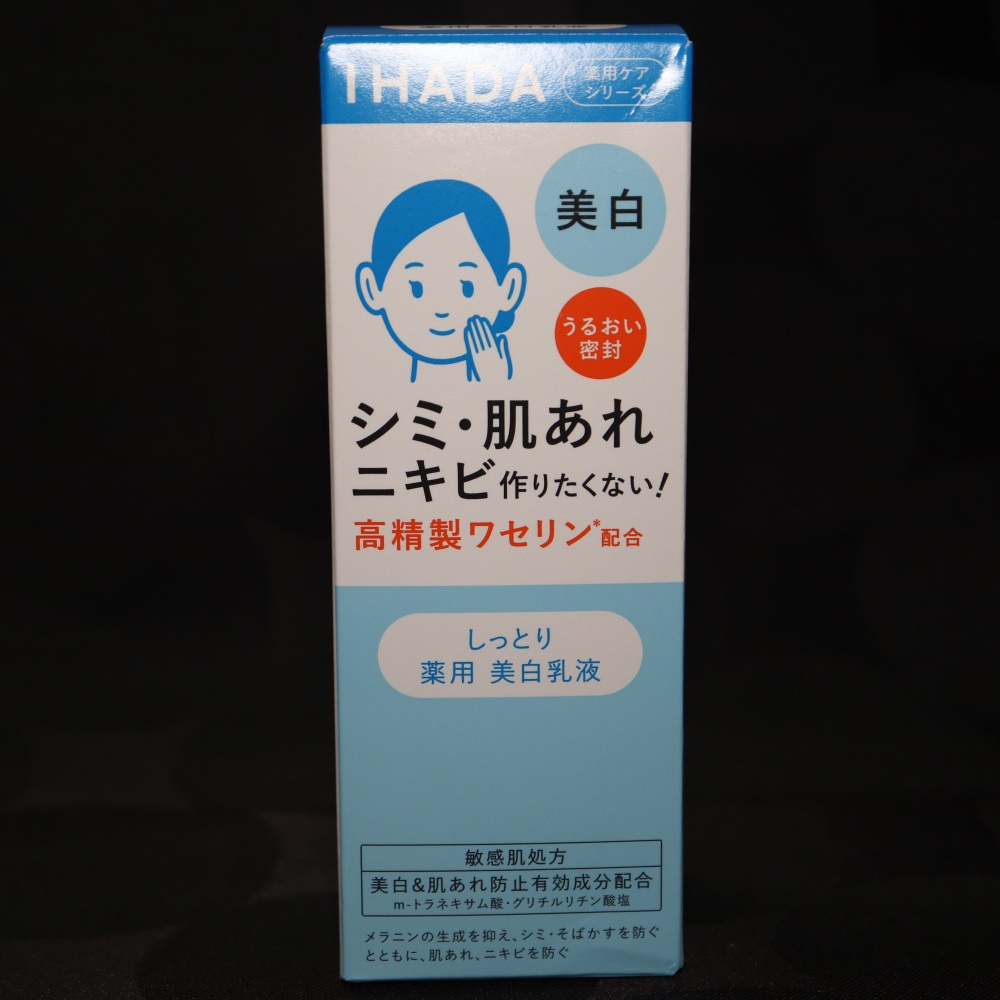 薬用 美白乳液
IHADA
薬用ケア
シリーズ
美白
うるおい
密封
シミ・肌あれ
ニキビ作りたくない!
高精製ワセリン*配合
しっとり
薬用 美白乳液
敏感肌処方
美白&肌あれ防止有効成分配合
m-トラネキサム酸・グリチルリチン酸塩
メラニンの生成を抑え、シミ・そばかすを防ぐ
とともに、肌あれ、ニキビを防ぐ